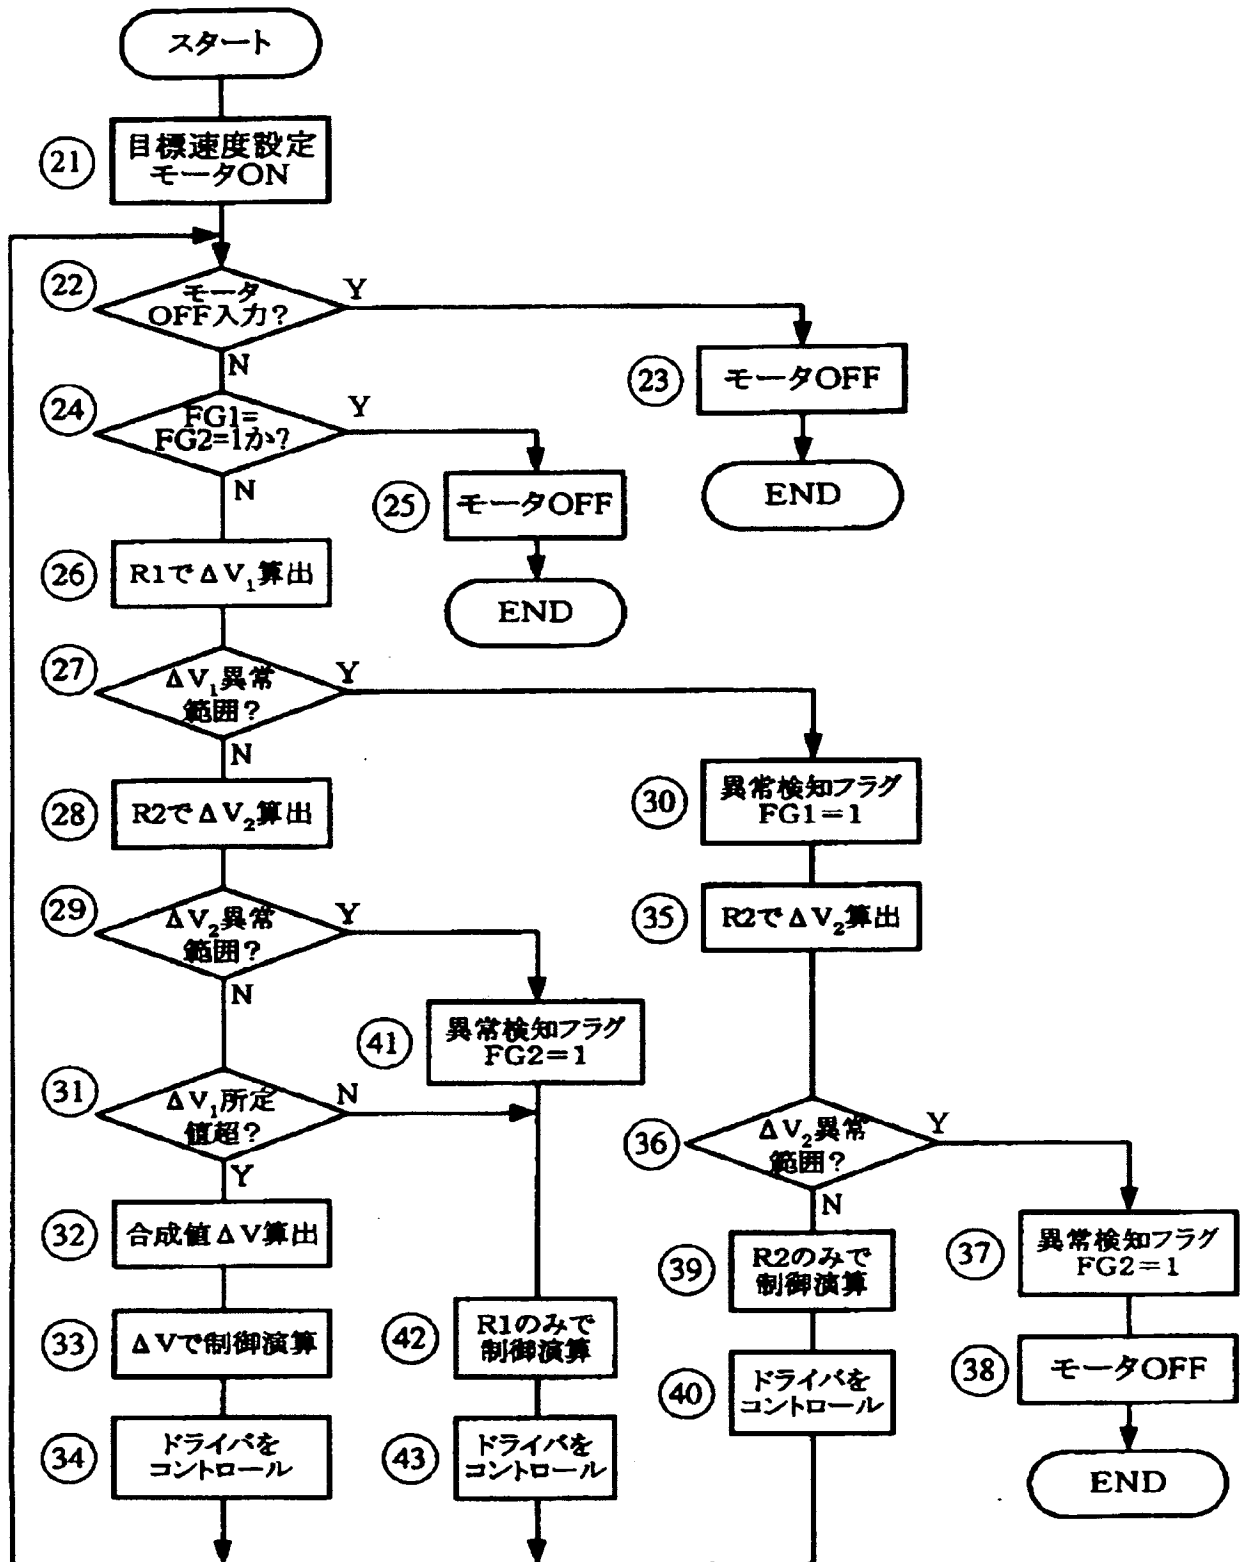 スタート
21
目標速度設定
モータON
22
モータ
OFF入力？
Y
N
23
モータOFF
END
24
FG1=
FG2=1か？
Y
N
25
モータOFF
END
26
R1でΔV₁算出
27
ΔV₁異常
範囲？
Y
N
28
R2でΔV₂算出
29
ΔV₂異常
範囲？
Y
N
30
異常検知フラグ
FG1＝1
35
R2でΔV₂算出
41
異常検知フラグ
FG2＝1
31
ΔV₁所定
値超？
N
Y
36
ΔV₂異常
範囲？
Y
N
32
合成値ΔV算出
33
ΔVで制御演算
34
ドライバを
コントロール
42
R1のみで
制御演算
43
ドライバを
コントロール
39
R2のみで
制御演算
40
ドライバを
コントロール
37
異常検知フラグ
FG2＝1
38
モータOFF
END